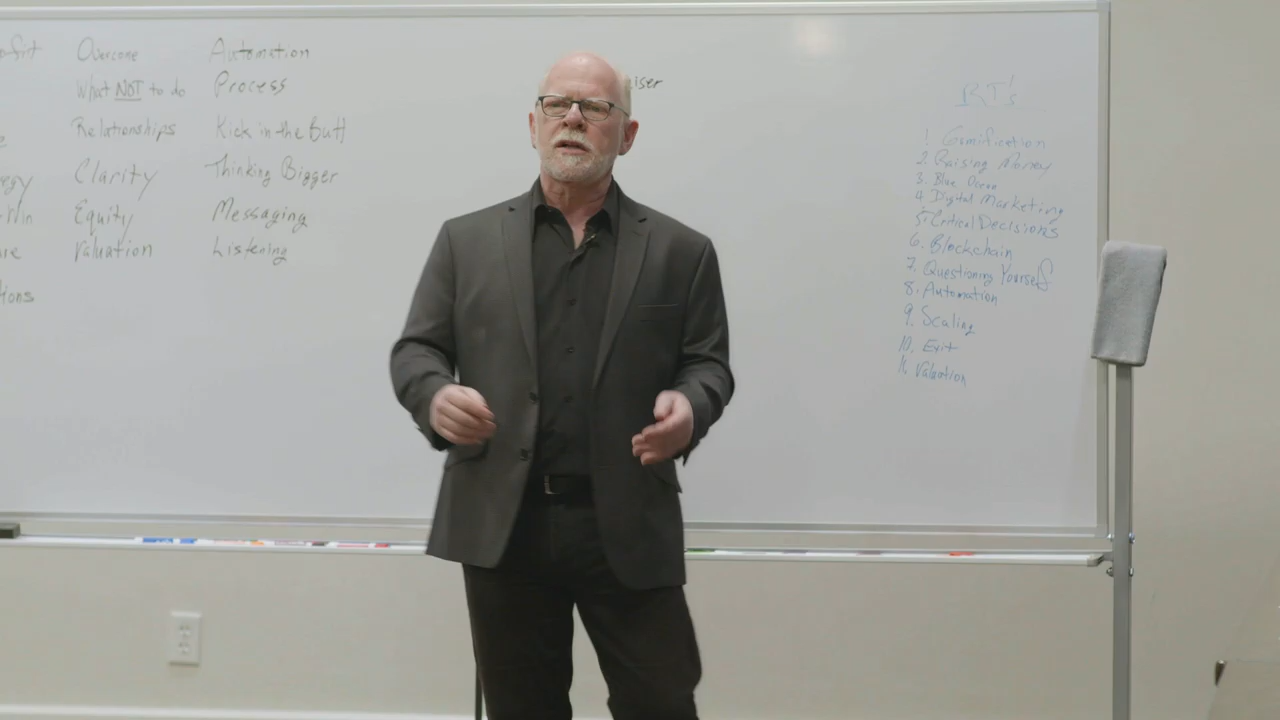 Overcome
What NOT to do
Relationships
Clarity
Equity
Valuation
Automation
Process
Kick in the Butt
Thinking Bigger
Messaging
Listening
RT's
1. Gamification
2. Raising Money
3. Blue Ocean
4. Digital Marketing
5. Critical Decisions
6. Blockchain
7. Questioning Yourself
8. Automation
9. Scaling
10. Exit
11. Valuation